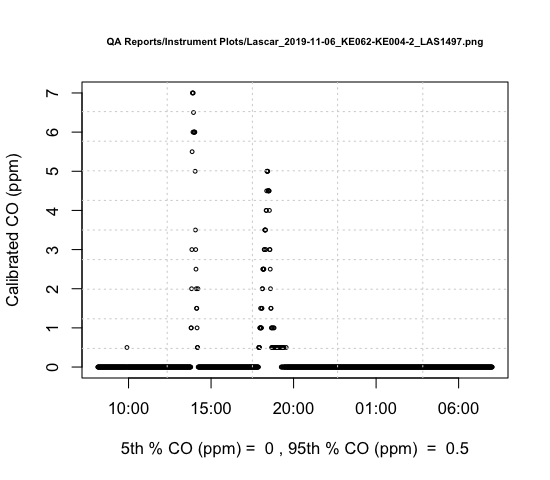 QA Reports/Instrument Plots/Lascar_2019-11-06_KE062-KE004-2_LAS1497.png
Calibrated CO (ppm)
7
6
5
4
3
2
1
0
10:00 15:00 20:00 01:00 06:00
5th % CO (ppm) = 0 , 95th % CO (ppm) = 0.5